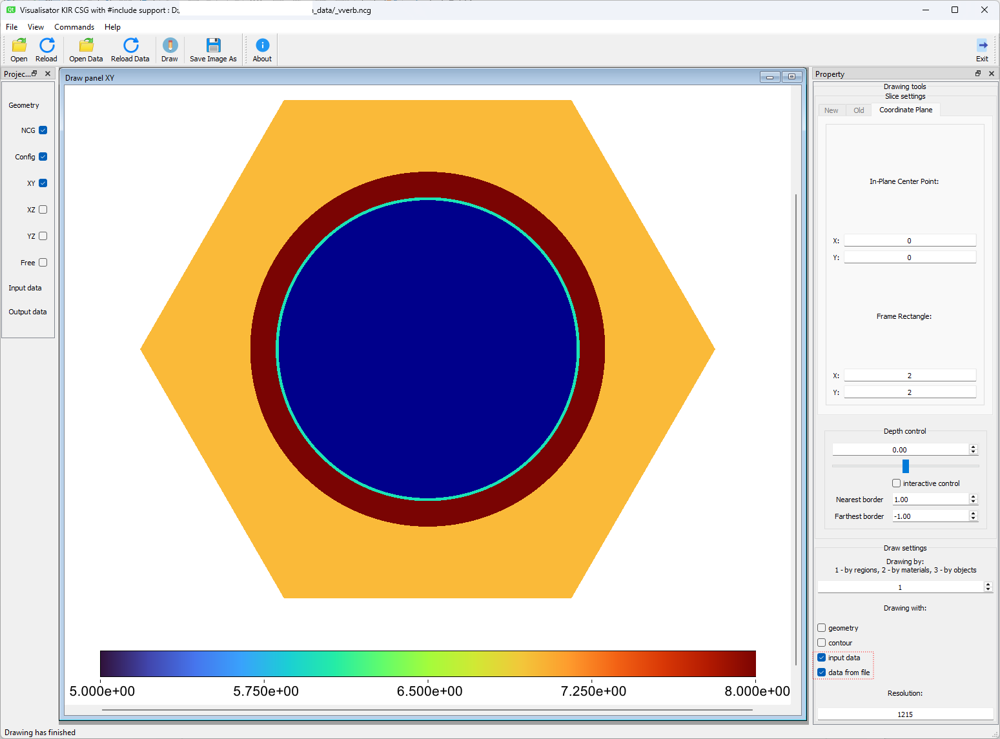 Visualisator KIR CSG with #include support : D:
_data/_vverb.ncg
File View Commands Help
Open Reload Open Data Reload Data Draw Save Image As About Exit
Projec...
Geometry
NCG
Config
XY
XZ
YZ
Free
Input data
Output data
Draw panel XY
5.000e+00 5.750e+00 6.500e+00 7.250e+00 8.000e+00
Property
Drawing tools
Slice settings
New Old Coordinate Plane
In-Plane Center Point:
X: 0
Y: 0
Frame Rectangle:
X: 2
Y: 2
Depth control
0.00
interactive control
Nearest border 1.00
Farthest border -1.00
Draw settings
Drawing by:
1 - by regions, 2 - by materials, 3 - by objects
1
Drawing with:
geometry
contour
input data
data from file
Resolution:
1215
Drawing has finished